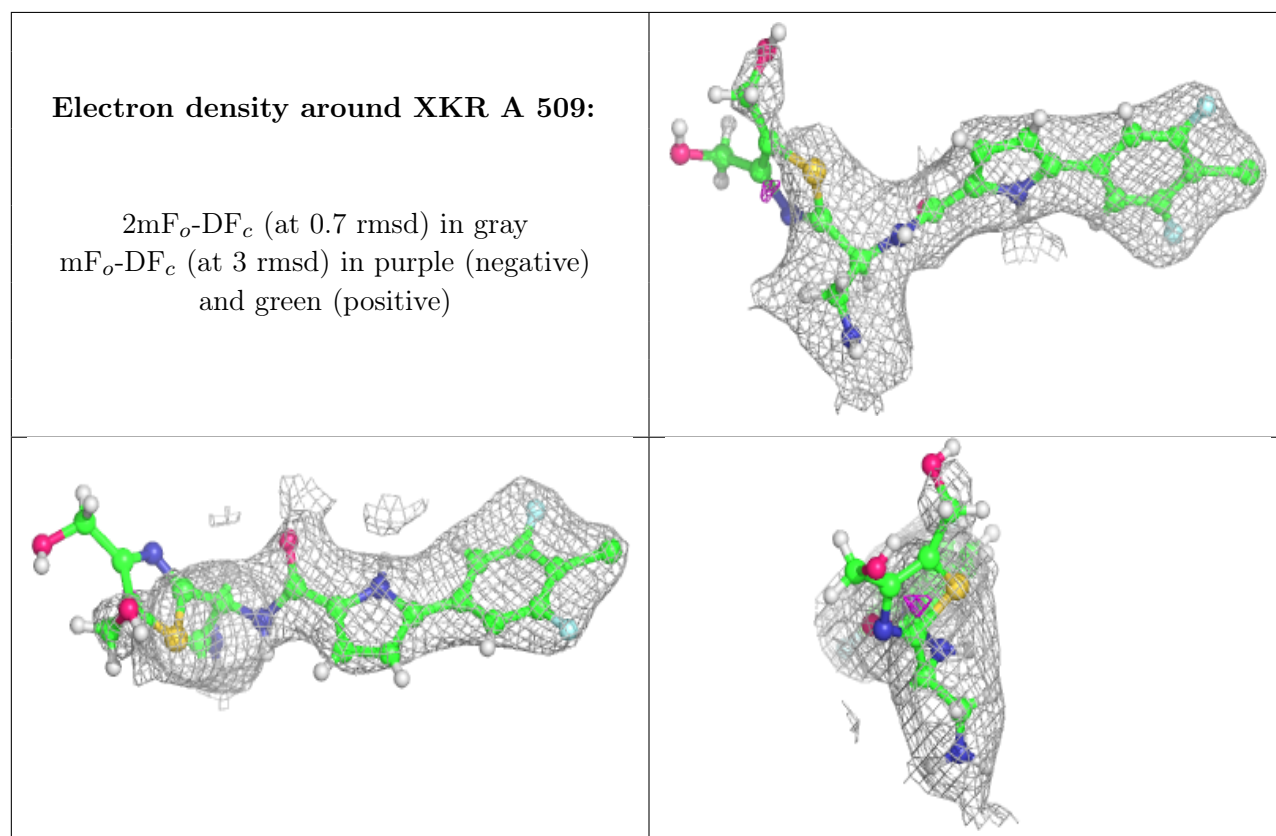 Electron density around XKR A 509:
2mFo-DFc (at 0.7 rmsd) in gray
mFo-DFc (at 3 rmsd) in purple (negative)
and green (positive)